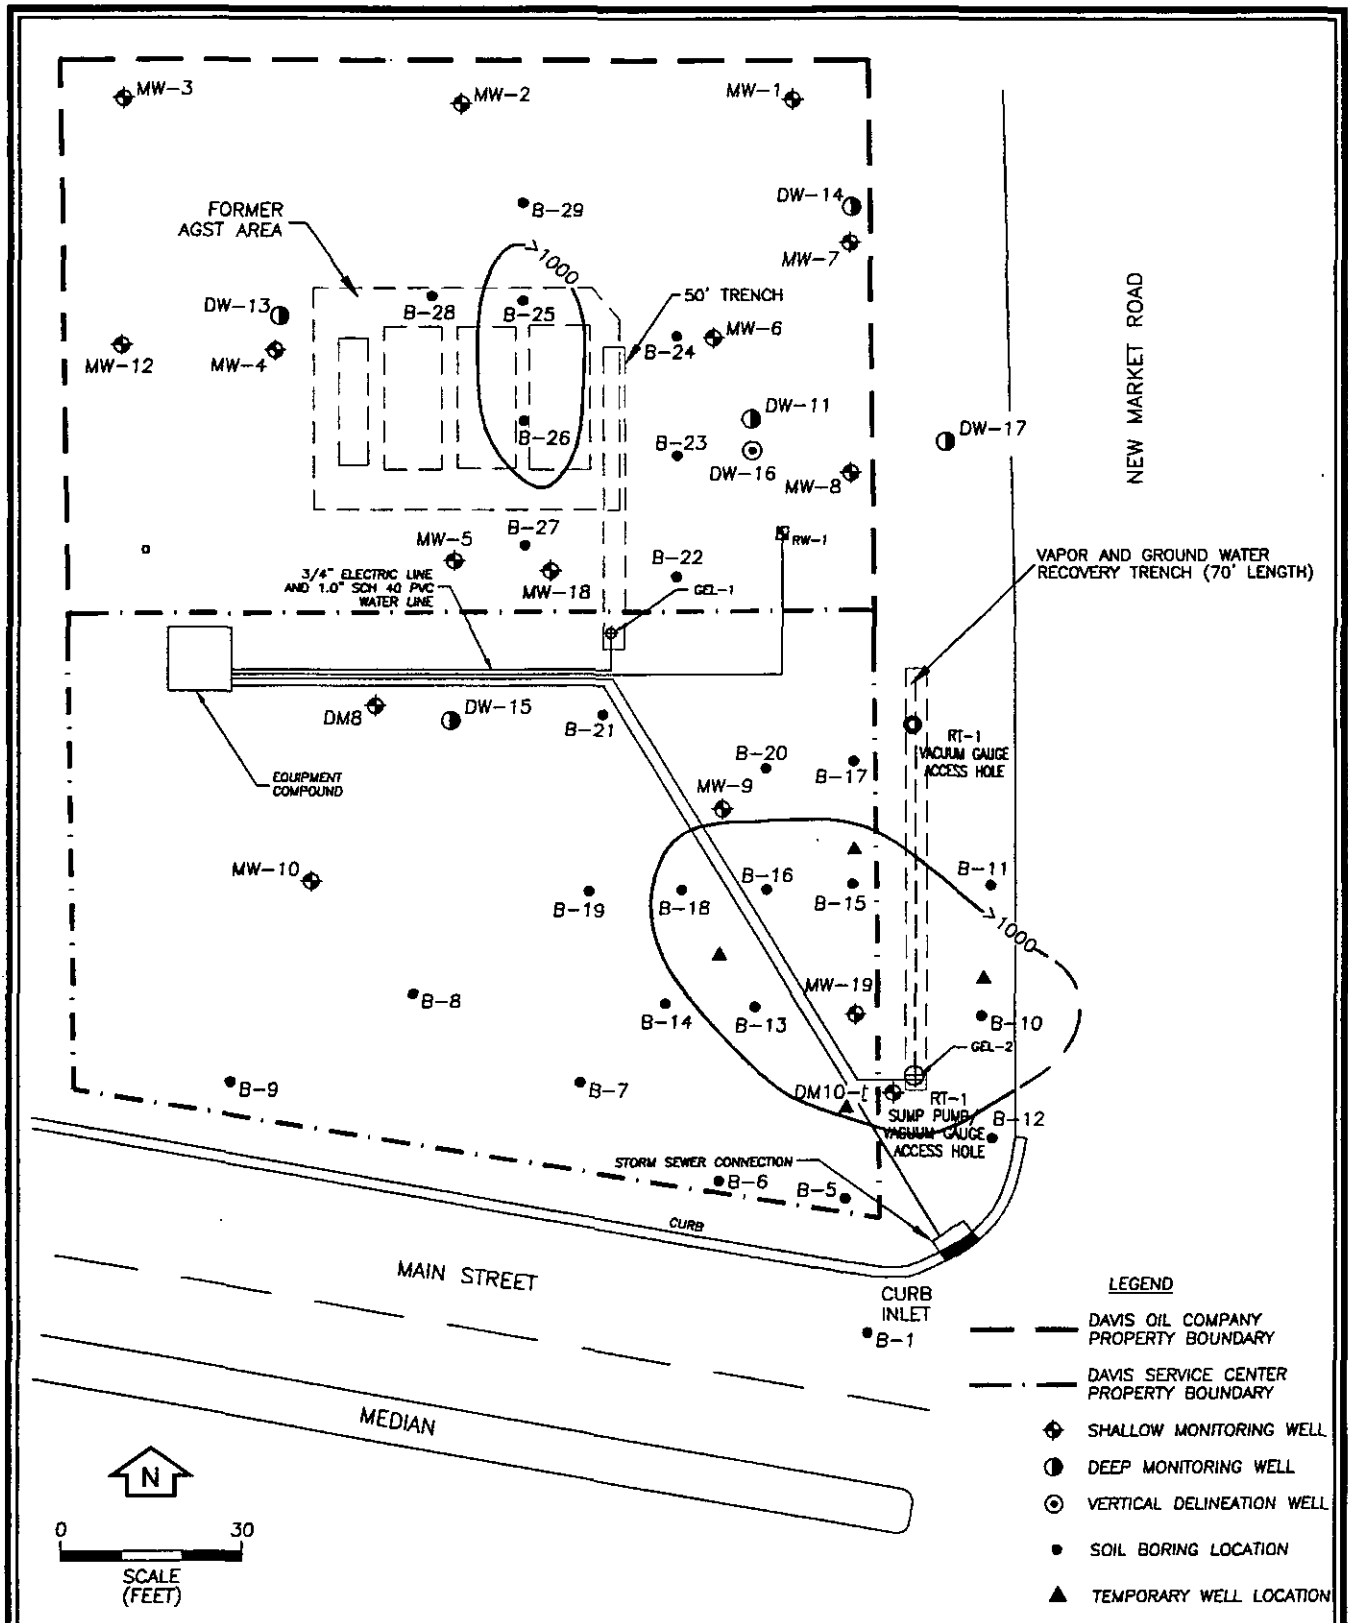 MW-3
MW-2
MW-1
DW-14
B-29
FORMER
AGST AREA
MW-7
>1000
50' TRENCH
DW-13
B-28
B-25
MW-6
B-24
MW-12
MW-4
NEW MARKET ROAD
DW-11
B-26
DW-17
B-23
DW-16
MW-8
B-27
RW-1
MW-5
VAPOR AND GROUND WATER
RECOVERY TRENCH (70' LENGTH)
3/4" ELECTRIC LINE
AND 1.0" SCH 40 PVC
WATER LINE
B-22
MW-18
GEL-1
DM8
DW-15
B-21
RT-1
VACUUM GAUGE
ACCESS HOLE
B-20
B-17
EQUIPMENT
COMPOUND
MW-9
MW-10
B-11
B-16
B-15
B-19
B-18
>1000
MW-19
B-8
B-14
B-13
B-10
GEL-2
B-9
B-7
DM10-t
RT-1
SUMP PUMP/
VACUUM GAUGE
ACCESS HOLE
B-12
STORM SEWER CONNECTION
B-6
B-5
CURB
MAIN STREET
CURB
INLET
B-1
MEDIAN
LEGEND
DAVIS OIL COMPANY
PROPERTY BOUNDARY
DAVIS SERVICE CENTER
PROPERTY BOUNDARY
SHALLOW MONITORING WELL
DEEP MONITORING WELL
VERTICAL DELINEATION WELL
SOIL BORING LOCATION
TEMPORARY WELL LOCATION
N
0 30
SCALE
(FEET)